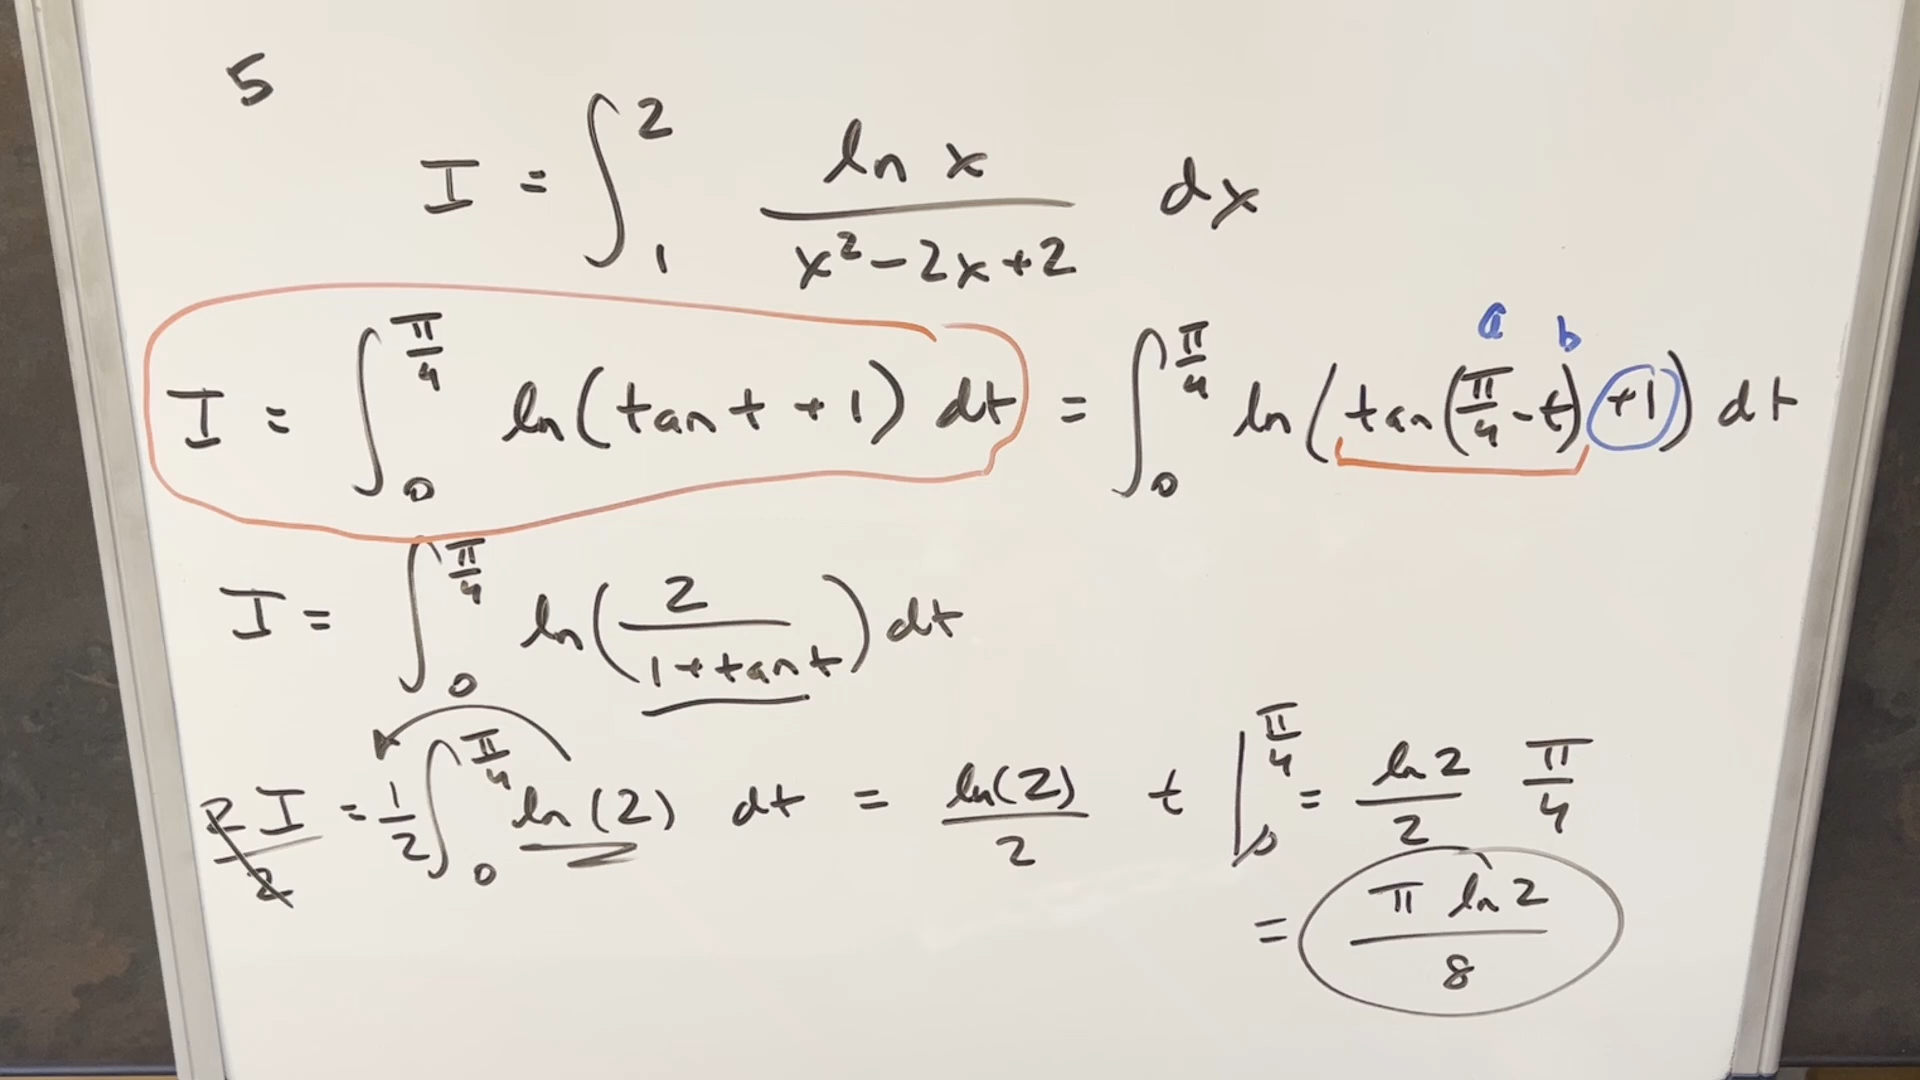 5
I = ∫₁² ln x / (x² - 2x + 2) dx
a b
I = ∫₀^(π/4) ln(tan t + 1) dt = ∫₀^(π/4) ln(tan(π/4 - t) + 1) dt
I = ∫₀^(π/4) ln(2 / (1 + tan t)) dt
2I/2 = 1/2 ∫₀^(π/4) ln(2) dt = ln(2)/2 t |₀^(π/4) = ln 2/2 π/4
= π ln 2 / 8